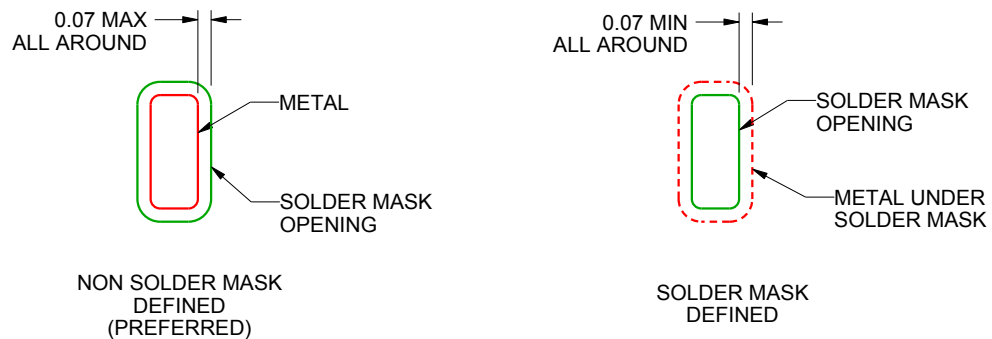 0.07 MAX
ALL AROUND
METAL
SOLDER MASK
OPENING
NON SOLDER MASK
DEFINED
(PREFERRED)
0.07 MIN
ALL AROUND
SOLDER MASK
OPENING
METAL UNDER
SOLDER MASK
SOLDER MASK
DEFINED